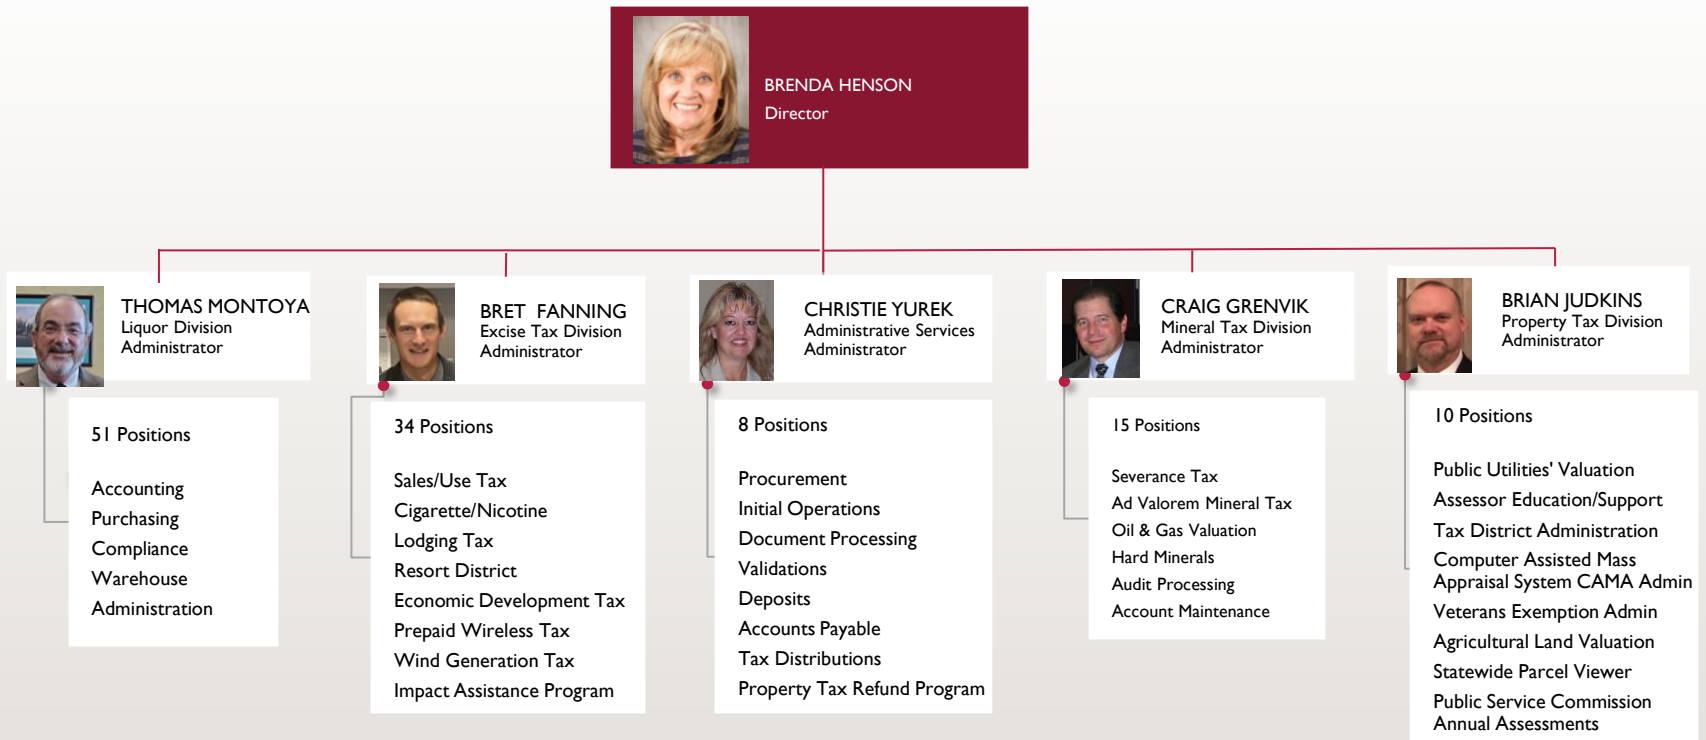 BRENDA HENSON
Director
THOMAS MONTOYA
Liquor Division
Administrator
51 Positions
Accounting
Purchasing
Compliance
Warehouse
Administration
BRET FANNING
Excise Tax Division
Administrator
34 Positions
Sales/Use Tax
Cigarette/Nicotine
Lodging Tax
Resort District
Economic Development Tax
Prepaid Wireless Tax
Wind Generation Tax
Impact Assistance Program
CHRISTIE YUREK
Administrative Services
Administrator
8 Positions
Procurement
Initial Operations
Document Processing
Validations
Deposits
Accounts Payable
Tax Distributions
Property Tax Refund Program
CRAIG GRENVIK
Mineral Tax Division
Administrator
15 Positions
Severance Tax
Ad Valorem Mineral Tax
Oil & Gas Valuation
Hard Minerals
Audit Processing
Account Maintenance
BRIAN JUDKINS
Property Tax Division
Administrator
10 Positions
Public Utilities' Valuation
Assessor Education/Support
Tax District Administration
Computer Assisted Mass
Appraisal System CAMA Admin
Veterans Exemption Admin
Agricultural Land Valuation
Statewide Parcel Viewer
Public Service Commission
Annual Assessments